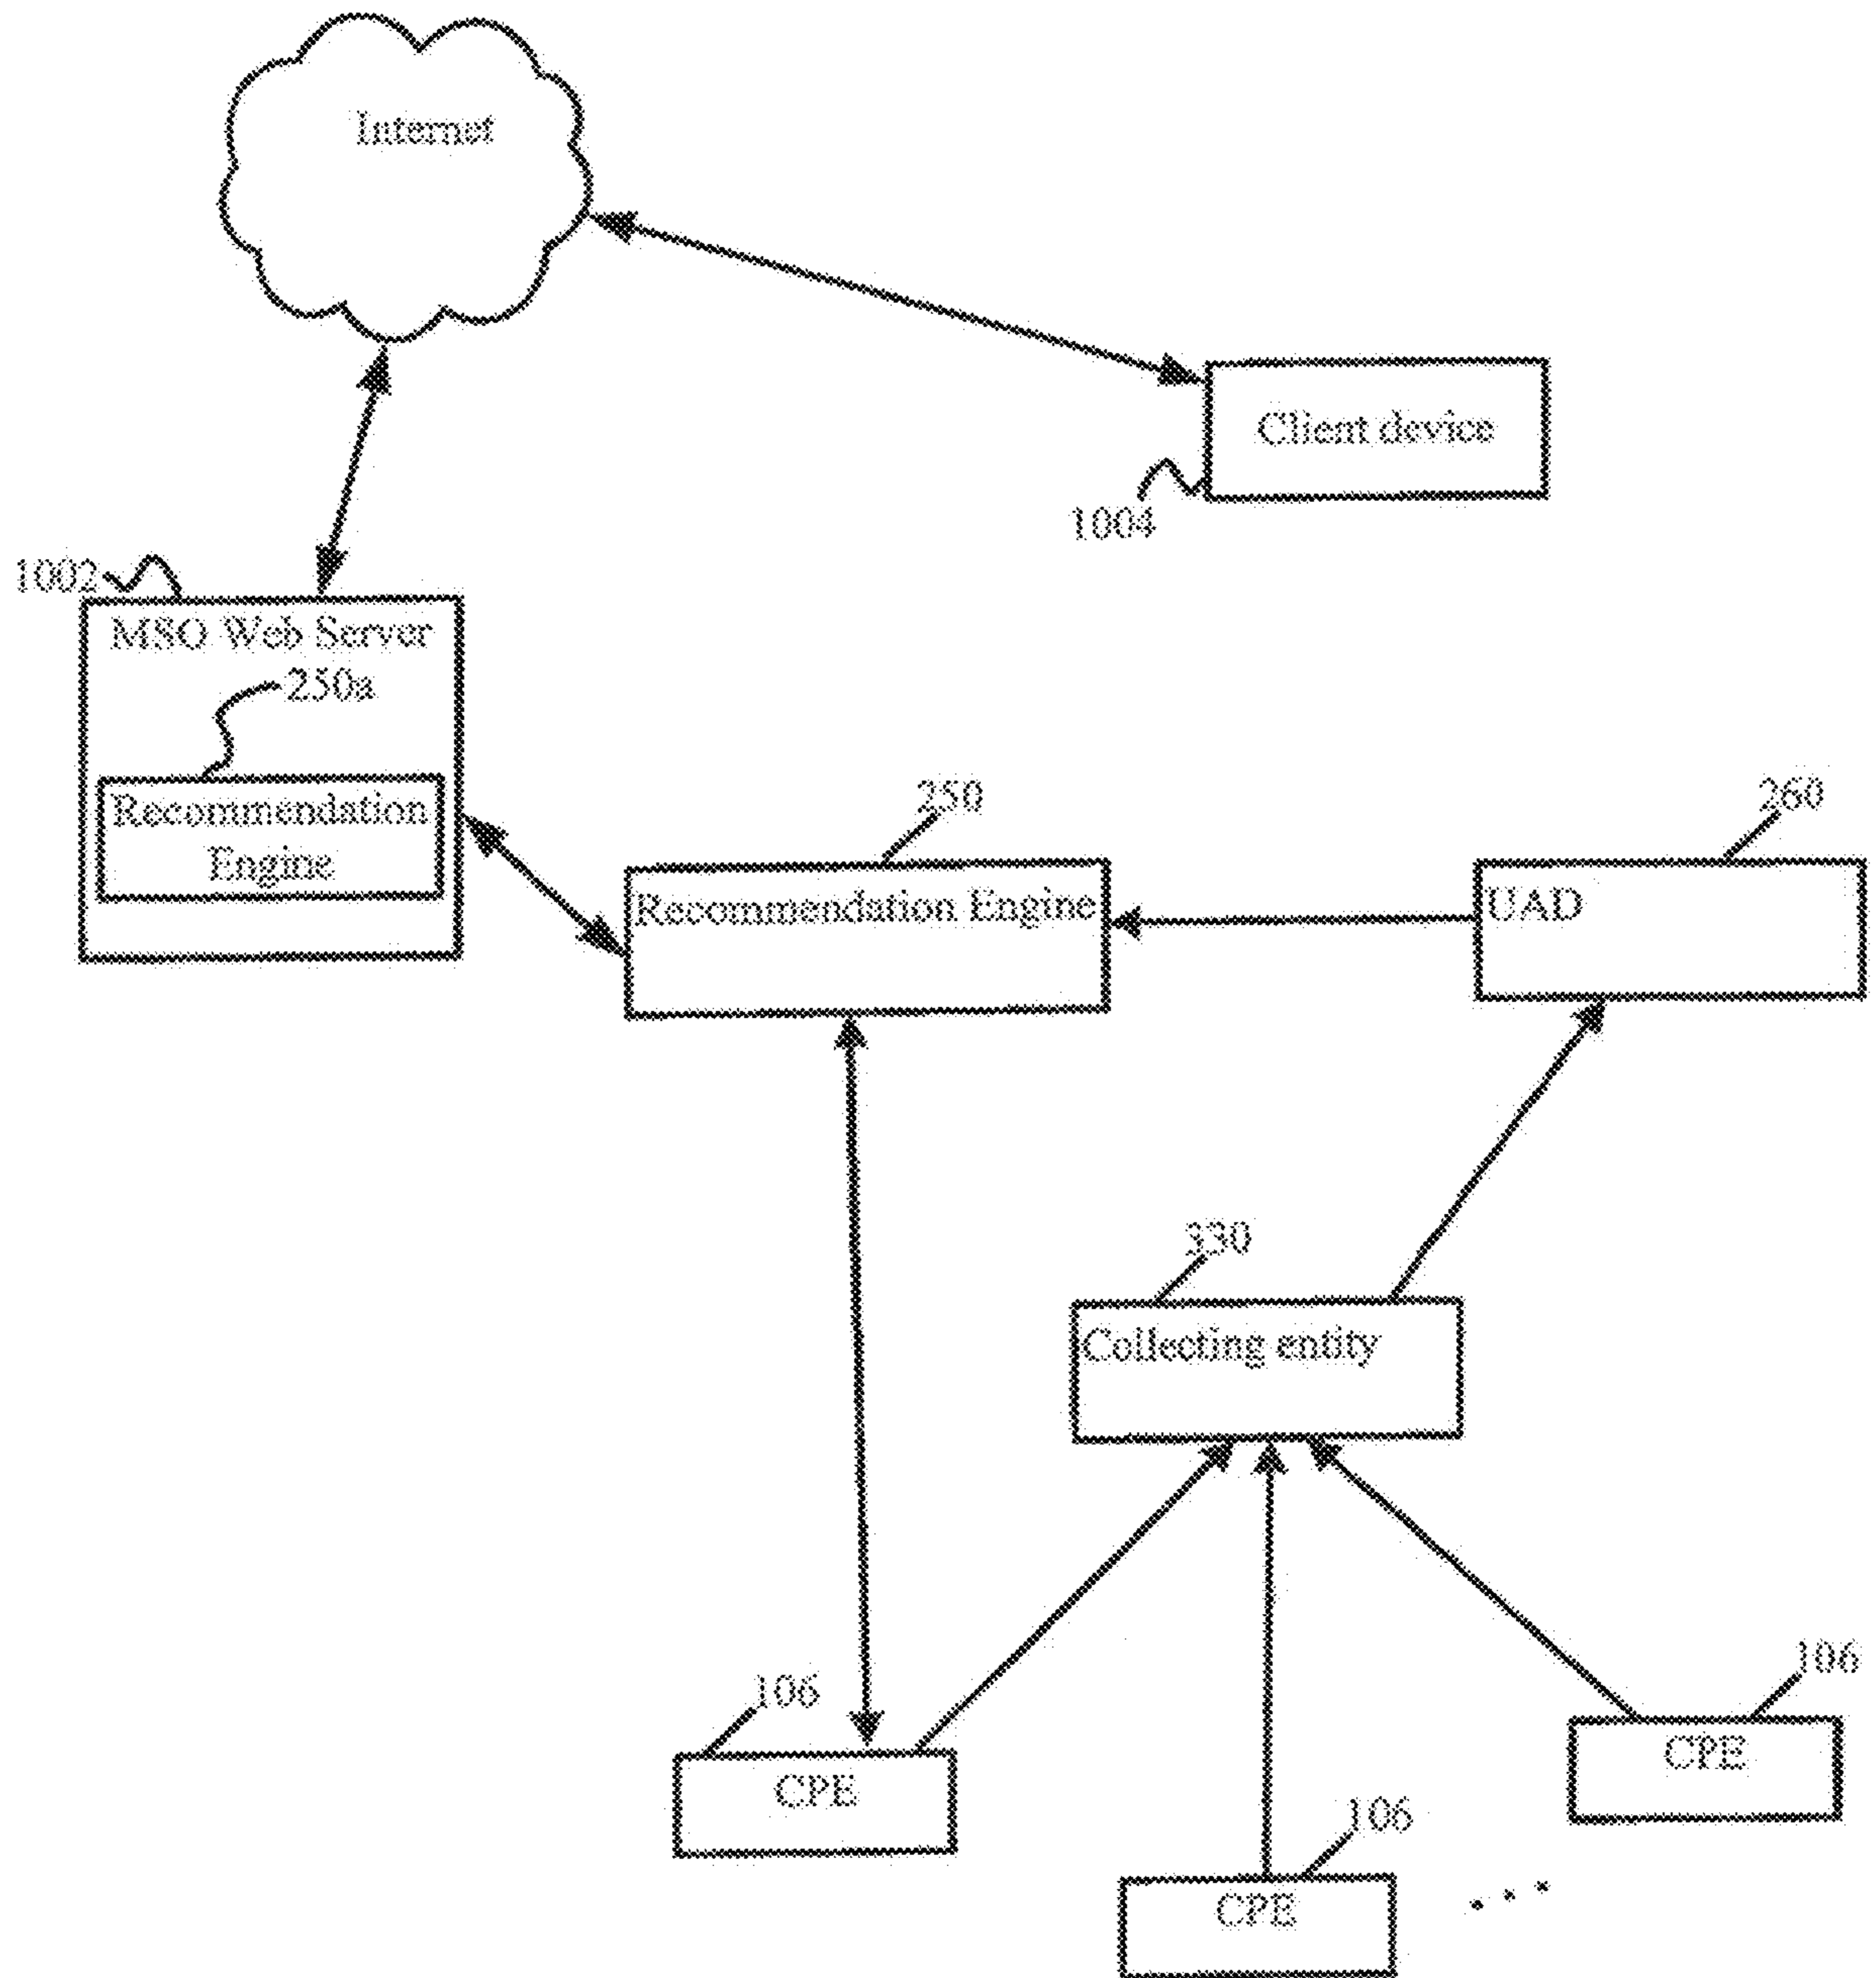 Internet
Client device
1004
1002
MSO Web Server
250a
Recommendation
Engine
250
260
Recommendation Engine
UAD
330
Collecting entity
106
106
CPE
CPE
106
CPE